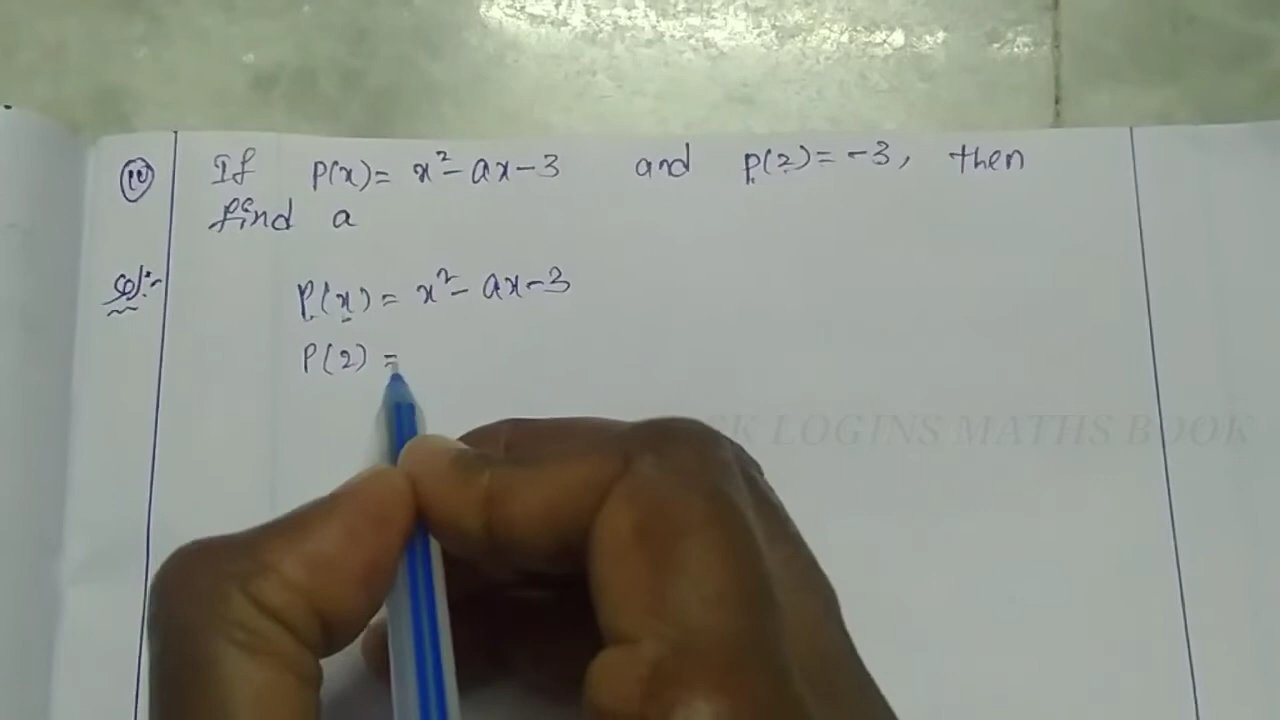 (10) If P(x) = x² - ax - 3 and p(2) = -3, then
find a
Sol:-
P(x) = x² - ax - 3
P(2) =
LOGINS MATHS BOOK